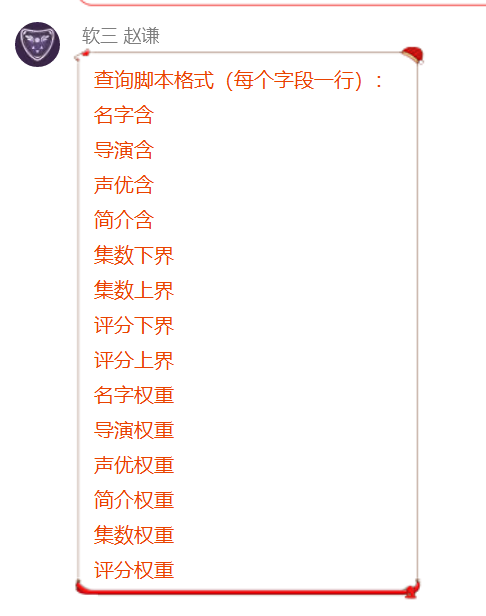 软三 赵谦
查询脚本格式（每个字段一行）：
名字含
导演含
声优含
简介含
集数下界
集数上界
评分下界
评分上界
名字权重
导演权重
声优权重
简介权重
集数权重
评分权重